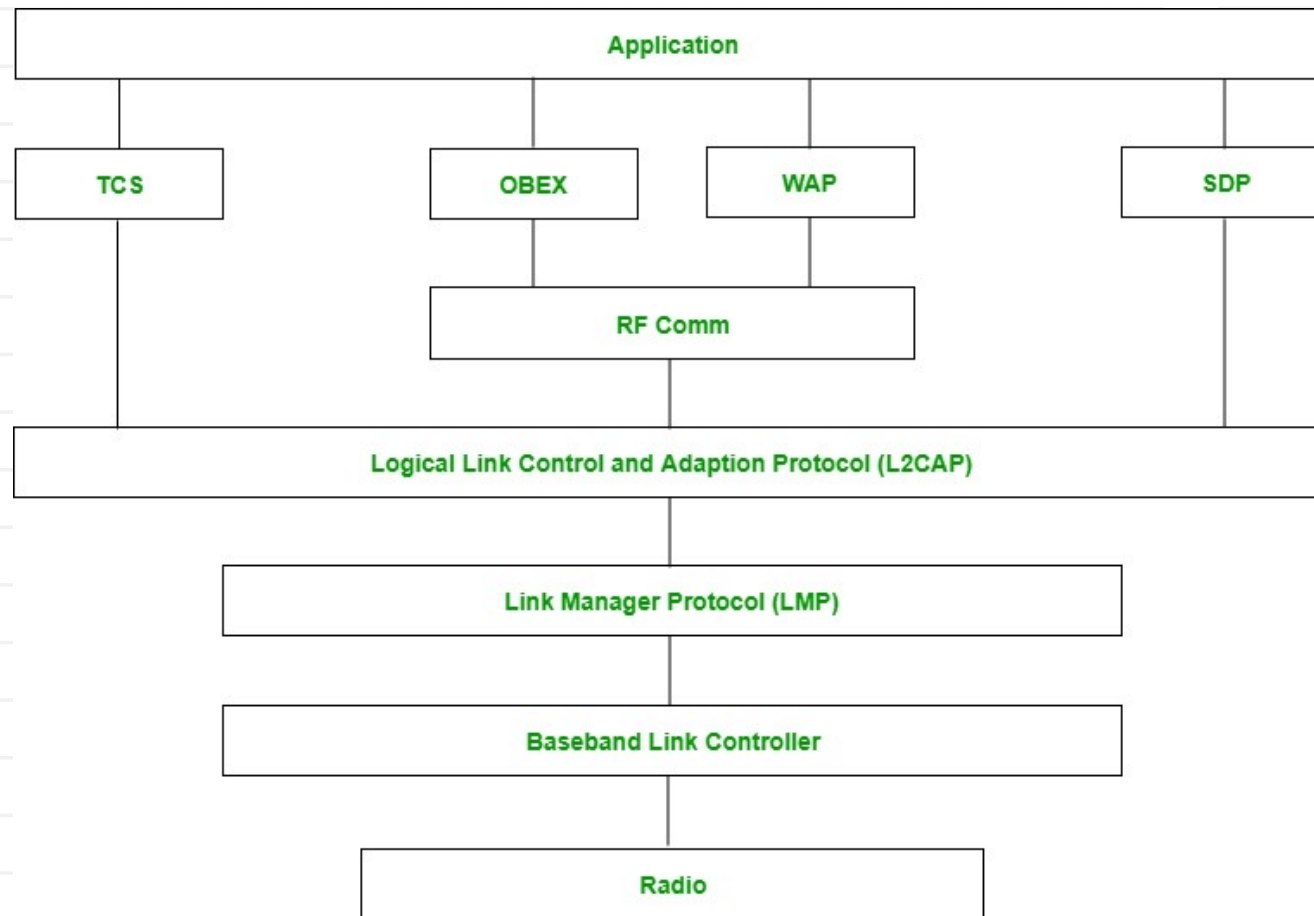 Application
TCS
OBEX
WAP
SDP
RF Comm
Logical Link Control and Adaption Protocol (L2CAP)
Link Manager Protocol (LMP)
Baseband Link Controller
Radio